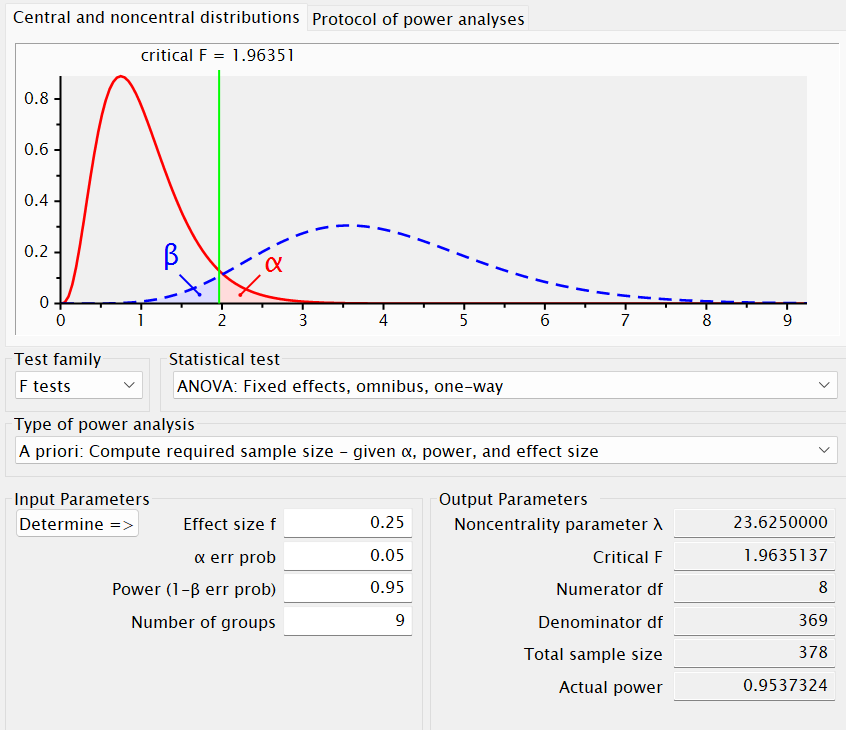 Central and noncentral distributions
Protocol of power analyses
critical F = 1.96351
0.8
0.6
0.4
0.2
0
β
α
0 1 2 3 4 5 6 7 8 9
Test family
Statistical test
F tests
ANOVA: Fixed effects, omnibus, one-way
Type of power analysis
A priori: Compute required sample size - given α, power, and effect size
Input Parameters
Determine =>
Effect size f 0.25
α err prob 0.05
Power (1-β err prob) 0.95
Number of groups 9
Output Parameters
Noncentrality parameter λ 23.6250000
Critical F 1.9635137
Numerator df 8
Denominator df 369
Total sample size 378
Actual power 0.9537324